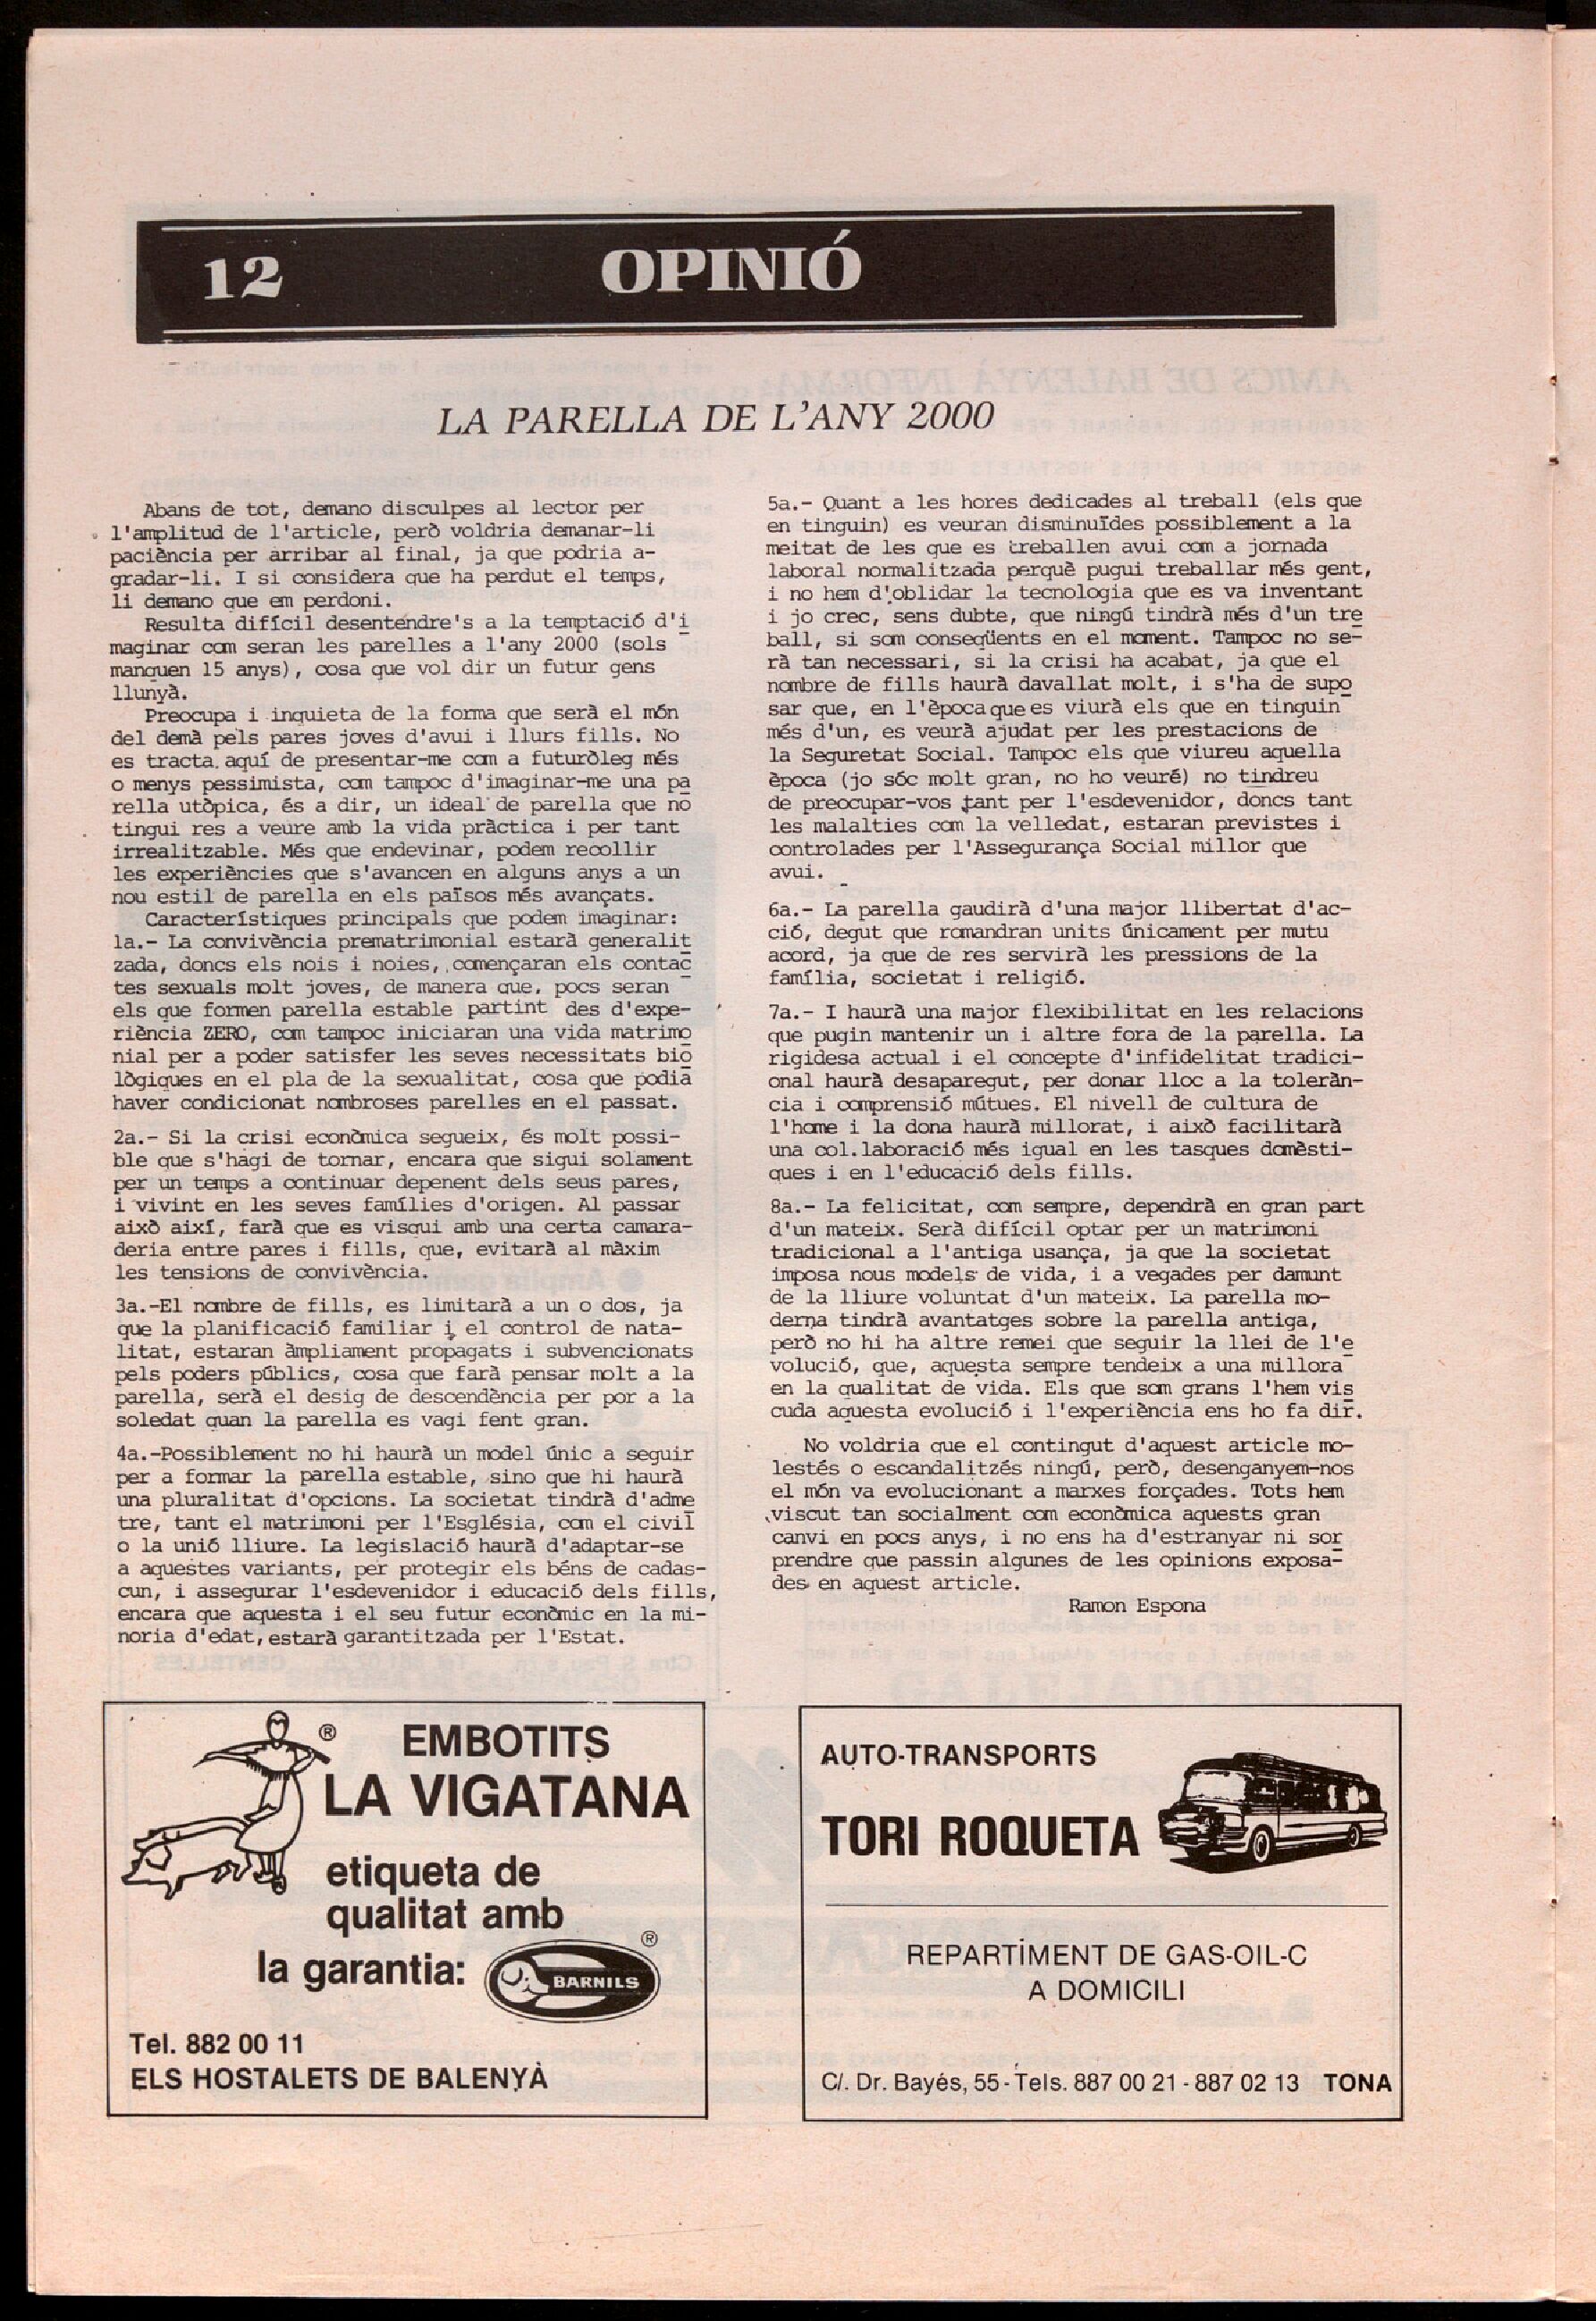 12
OPINIÓ
LA PARELLA DE L'ANY 2000
Abans de tot, demano disculpes al lector per
l'amplitud de l'article, però voldria demanar-li
paciència per arribar al final, ja que podria a-
gradar-li. I si considera que ha perdut el temps,
li demano que em perdoni.
Resulta difícil desentendre's a la temptació d'i
maginar com seran les parelles a l'any 2000 (sols
manquen 15 anys), cosa que vol dir un futur gens
llunyà.
Preocupa i inquieta de la forma que serà el món
del demà pels pares joves d'avui i llurs fills. No
es tracta aquí de presentar-me com a futuròleg més
o menys pessimista, com tampoc d'imaginar-me una pa
rella utòpica, és a dir, un ideal de parella que no
tingui res a veure amb la vida pràctica i per tant
irrealitzable. Més que endevinar, podem recollir
les experiències que s'avancen en alguns anys a un
nou estil de parella en els països més avançats.
Característiques principals que podem imaginar:
1a.- La convivència prematrimonial estarà generalit
zada, doncs els nois i noies, començaran els contac
tes sexuals molt joves, de manera que, pocs seran
els que formen parella estable partint des d'expe-
riència ZERO, com tampoc iniciaran una vida matrimo
nial per a poder satisfer les seves necessitats bio
lògiques en el pla de la sexualitat, cosa que podia
haver condicionat nombroses parelles en el passat.
2a.- Si la crisi econòmica segueix, és molt possi-
ble que s'hagi de tornar, encara que sigui solament
per un temps a continuar depenent dels seus pares,
i vivint en les seves famílies d'origen. Al passar
això així, farà que es visqui amb una certa camara-
deria entre pares i fills, que, evitarà al màxim
les tensions de convivència.
3a.-El nombre de fills, es limitarà a un o dos, ja
que la planificació familiar i el control de nata-
litat, estaran àmpliament propagats i subvencionats
pels poders públics, cosa que farà pensar molt a la
parella, serà el desig de descendència per por a la
soledat quan la parella es vagi fent gran.
4a.-Possiblement no hi haurà un model únic a seguir
per a formar la parella estable, sino que hi haurà
una pluralitat d'opcions. La societat tindrà d'adme
tre, tant el matrimoni per l'Església, com el civil
o la unió lliure. La legislació haurà d'adaptar-se
a aquestes variants, per protegir els béns de cadas-
cun, i assegurar l'esdevenidor i educació dels fills,
encara que aquesta i el seu futur econòmic en la mi-
noria d'edat, estarà garantitzada per l'Estat.
5a.- Quant a les hores dedicades al treball (els que
en tinguin) es veuran disminuïdes possiblement a la
meitat de les que es treballen avui com a jornada
laboral normalitzada perquè pugui treballar més gent,
i no hem d'oblidar la tecnologia que es va inventant
i jo crec, sens dubte, que ningú tindrà més d'un tre
ball, si som conseqüents en el moment. Tampoc no se-
rà tan necessari, si la crisi ha acabat, ja que el
nombre de fills haurà davallat molt, i s'ha de supo
sar que, en l'època que es viurà els que en tinguin
més d'un, es veurà ajudat per les prestacions de
la Seguretat Social. Tampoc els que viureu aquella
època (jo sóc molt gran, no ho veuré) no tindreu
de preocupar-vos tant per l'esdevenidor, doncs tant
les malalties com la velledat, estaran previstes i
controlades per l'Assegurança Social millor que
avui.
6a.- La parella gaudirà d'una major llibertat d'ac-
ció, degut que romandran units únicament per mutu
acord, ja que de res servirà les pressions de la
família, societat i religió.
7a.- I haurà una major flexibilitat en les relacions
que pugin mantenir un i altre fora de la parella. La
rigidesa actual i el concepte d'infidelitat tradici-
onal haurà desaparegut, per donar lloc a la toleràn-
cia i comprensió mútues. El nivell de cultura de
l'home i la dona haurà millorat, i això facilitarà
una col.laboració més igual en les tasques domèsti-
ques i en l'educació dels fills.
8a.- La felicitat, com sempre, dependrà en gran part
d'un mateix. Serà difícil optar per un matrimoni
tradicional a l'antiga usança, ja que la societat
imposa nous models de vida, i a vegades per damunt
de la lliure voluntat d'un mateix. La parella mo-
derna tindrà avantatges sobre la parella antiga,
però no hi ha altre remei que seguir la llei de l'e
volució, que, aquesta sempre tendeix a una millora
en la qualitat de vida. Els que som grans l'hem vis
cuda aquesta evolució i l'experiència ens ho fa dir.
No voldria que el contingut d'aquest article mo-
lestés o escandalitzés ningú, però, desenganyem-nos
el món va evolucionant a marxes forçades. Tots hem
viscut tan socialment com econòmica aquests gran
canvi en pocs anys, i no ens ha d'estranyar ni sor
prendre que passin algunes de les opinions exposa-
des en aquest article.
Ramon Espona
® EMBOTITS
LA VIGATANA
etiqueta de
qualitat amb
la garantia: BARNILS ®
Tel. 882 00 11
ELS HOSTALETS DE BALENYÀ
AUTO-TRANSPORTS
TORI ROQUETA
REPARTIMENT DE GAS-OIL-C
A DOMICILI
C/. Dr. Bayés, 55 - Tels. 887 00 21 - 887 02 13 TONA